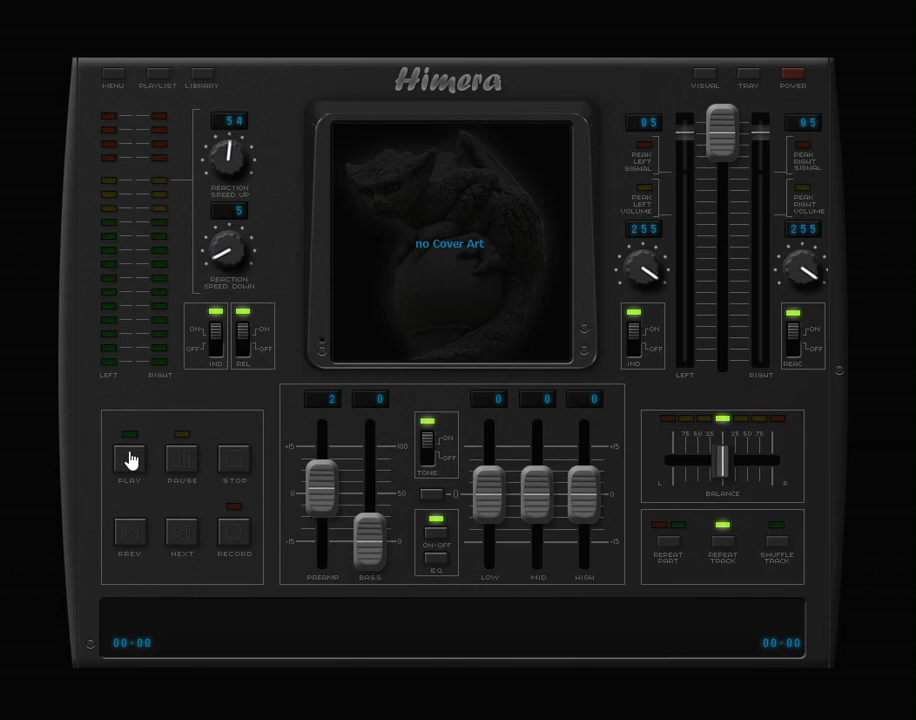 Himera
MENU PLAYLIST LIBRARY
VISUAL TRAY POWER
54
REACTION
SPEED UP
5
REACTION
SPEED DOWN
ON
OFF
IND
ON
OFF
REL
LEFT RIGHT
no Cover Art
95
PEAK
LEFT
SIGNAL
PEAK
LEFT
VOLUME
255
ON
OFF
IND
LEFT RIGHT
95
PEAK
RIGHT
SIGNAL
PEAK
RIGHT
VOLUME
255
ON
OFF
REAC
PLAY PAUSE STOP
PREV NEXT RECORD
2 0
+15 100
0 50
-15 0
PREAMP BASS
ON
OFF
TONE
0
ON-OFF
EQ
0 0 0
+15
0
-15
LOW MID HIGH
75 50 25 25 50 75
L R
BALANCE
REPEAT
PART
REPEAT
TRACK
SHUFFLE
TRACK
00:00 00:00